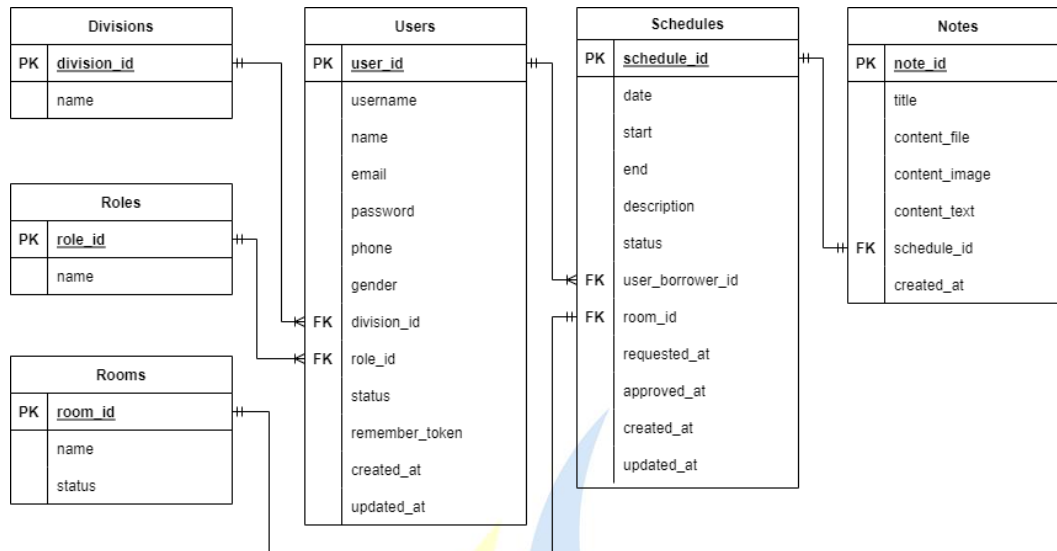 Divisions
PK division_id
name
Roles
PK role_id
name
Rooms
PK room_id
name
status
Users
PK user_id
username
name
email
password
phone
gender
FK division_id
FK role_id
status
remember_token
created_at
updated_at
Schedules
PK schedule_id
date
start
end
description
status
FK user_borrower_id
FK room_id
requested_at
approved_at
created_at
updated_at
Notes
PK note_id
title
content_file
content_image
content_text
FK schedule_id
created_at